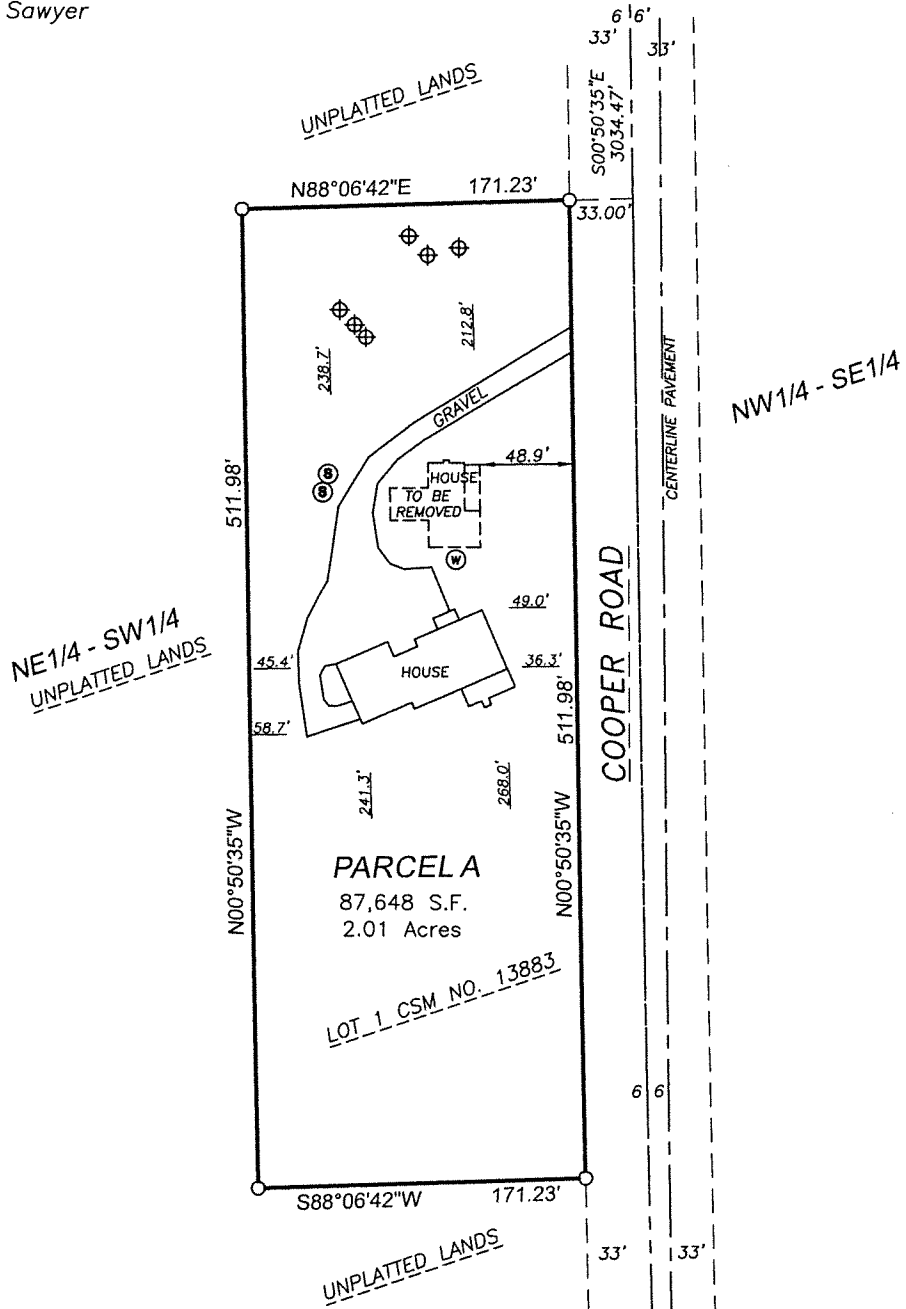 Sawyer
6 6'
33'
33'
UNPLATTED LANDS
S00°50'35"E
3034.47'
N88°06'42"E 171.23'
33.00'
212.8'
238.7'
GRAVEL
CENTERLINE PAVEMENT
NW1/4 - SE1/4
48.9'
HOUSE
TO BE
REMOVED
S
S
511.98'
W
COOPER ROAD
49.0'
NE1/4 - SW1/4
UNPLATTED LANDS
45.4'
HOUSE
36.3'
511.98'
58.7'
241.3'
268.0'
N00°50'35"W
N00°50'35"W
PARCEL A
87,648 S.F.
2.01 Acres
LOT 1 CSM NO. 13883
6 6
S88°06'42"W 171.23'
UNPLATTED LANDS
33'
33'